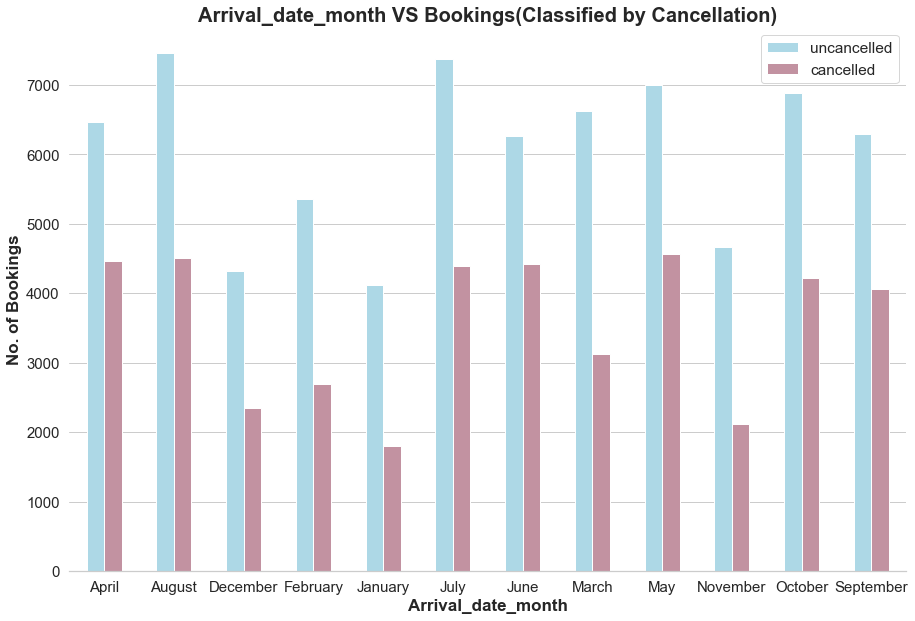 Arrival_date_month VS Bookings(Classified by Cancellation)
uncancelled
cancelled
No. of Bookings
7000
6000
5000
4000
3000
2000
1000
0
April August December February January July June March May November October September
Arrival_date_month